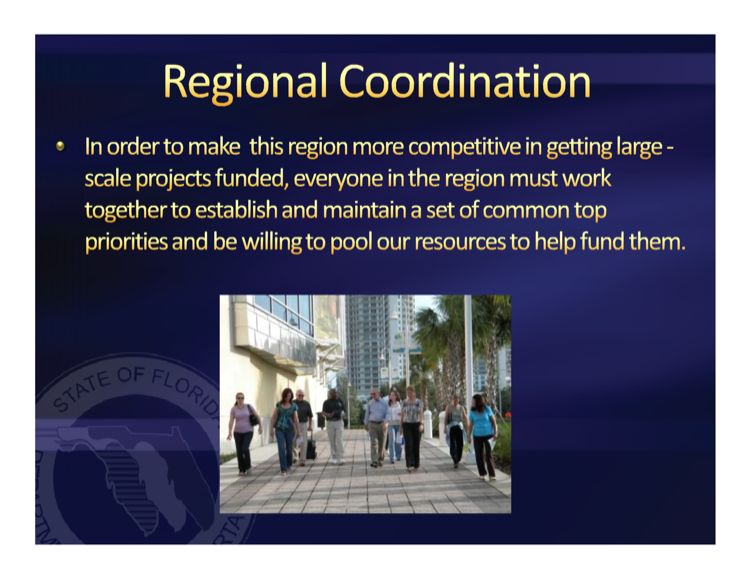 Regional Coordination
• In order to make this region more competitive in getting large -
scale projects funded, everyone in the region must work
together to establish and maintain a set of common top
priorities and be willing to pool our resources to help fund them.
STATE OF FLORID